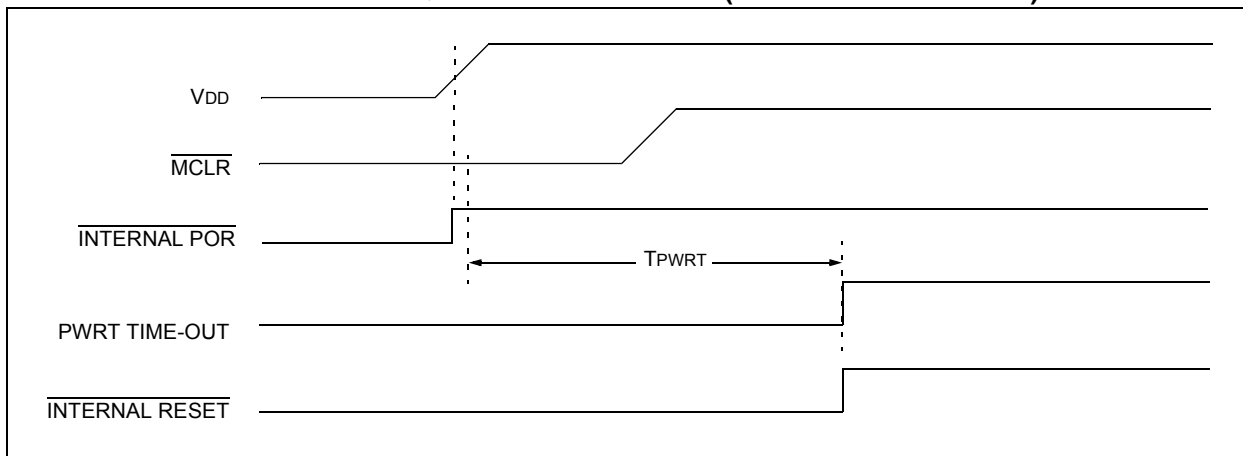 VDD
MCLR
INTERNAL POR
TPWRT
PWRT TIME-OUT
INTERNAL RESET